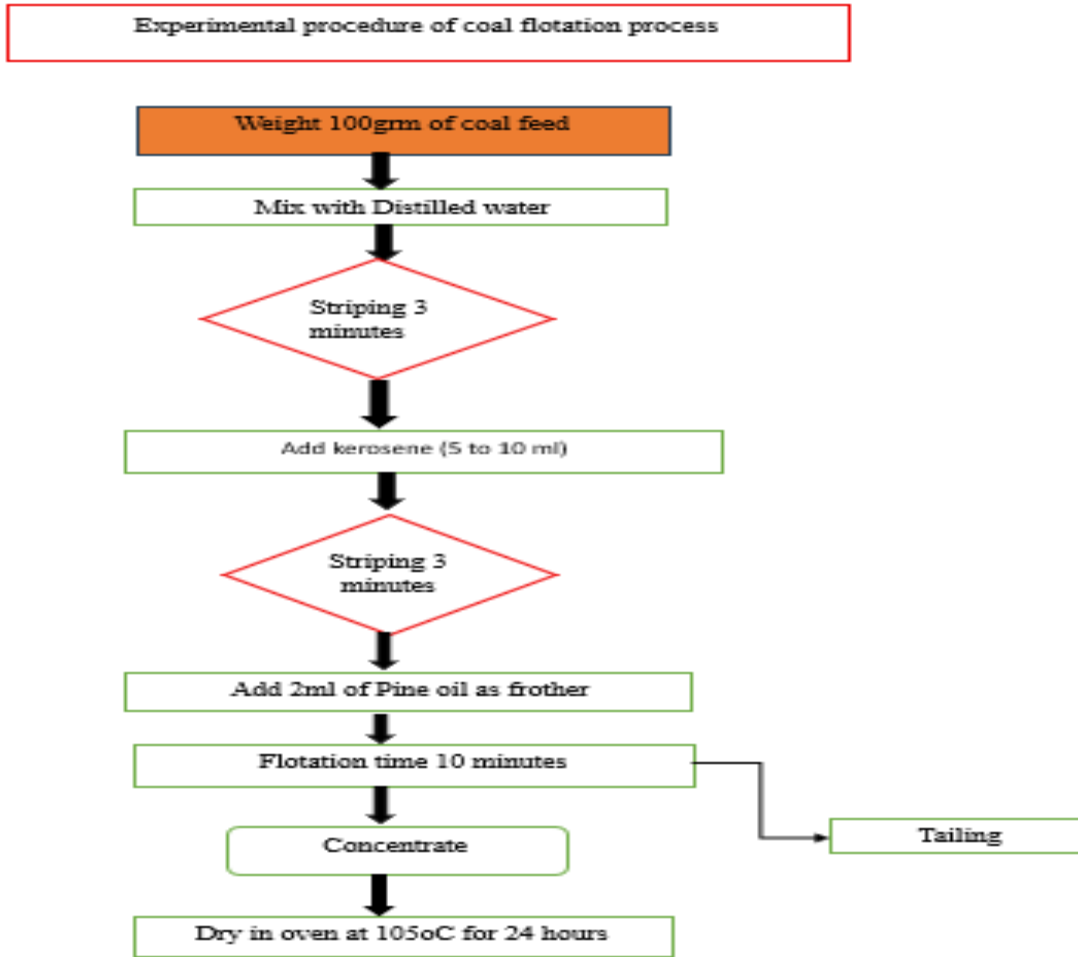 Experimental procedure of coal flotation process
Weight 100grm of coal feed
Mix with Distilled water
Striping 3
minutes
Add kerosene (5 to 10 ml)
Striping 3
minutes
Add 2ml of Pine oil as frother
Flotation time 10 minutes
Concentrate
Tailing
Dry in oven at 105oC for 24 hours